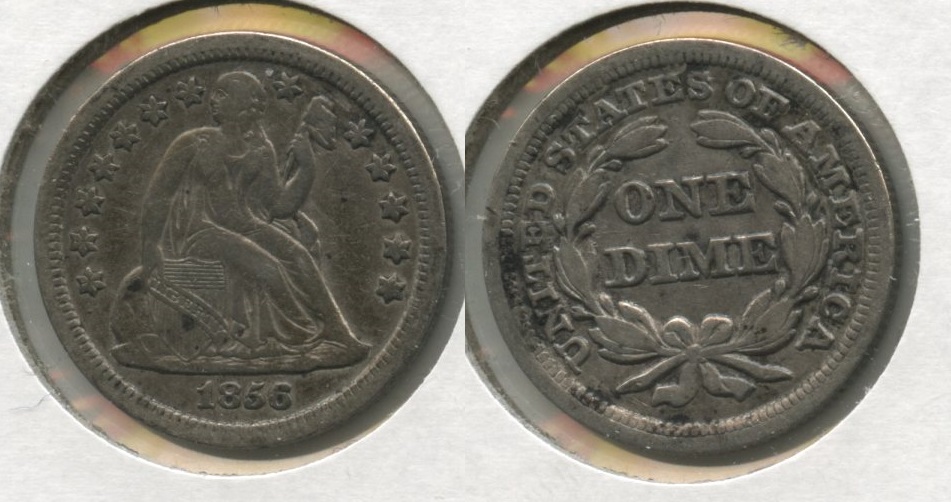 1856
UNITED STATES OF AMERICA
ONE
DIME